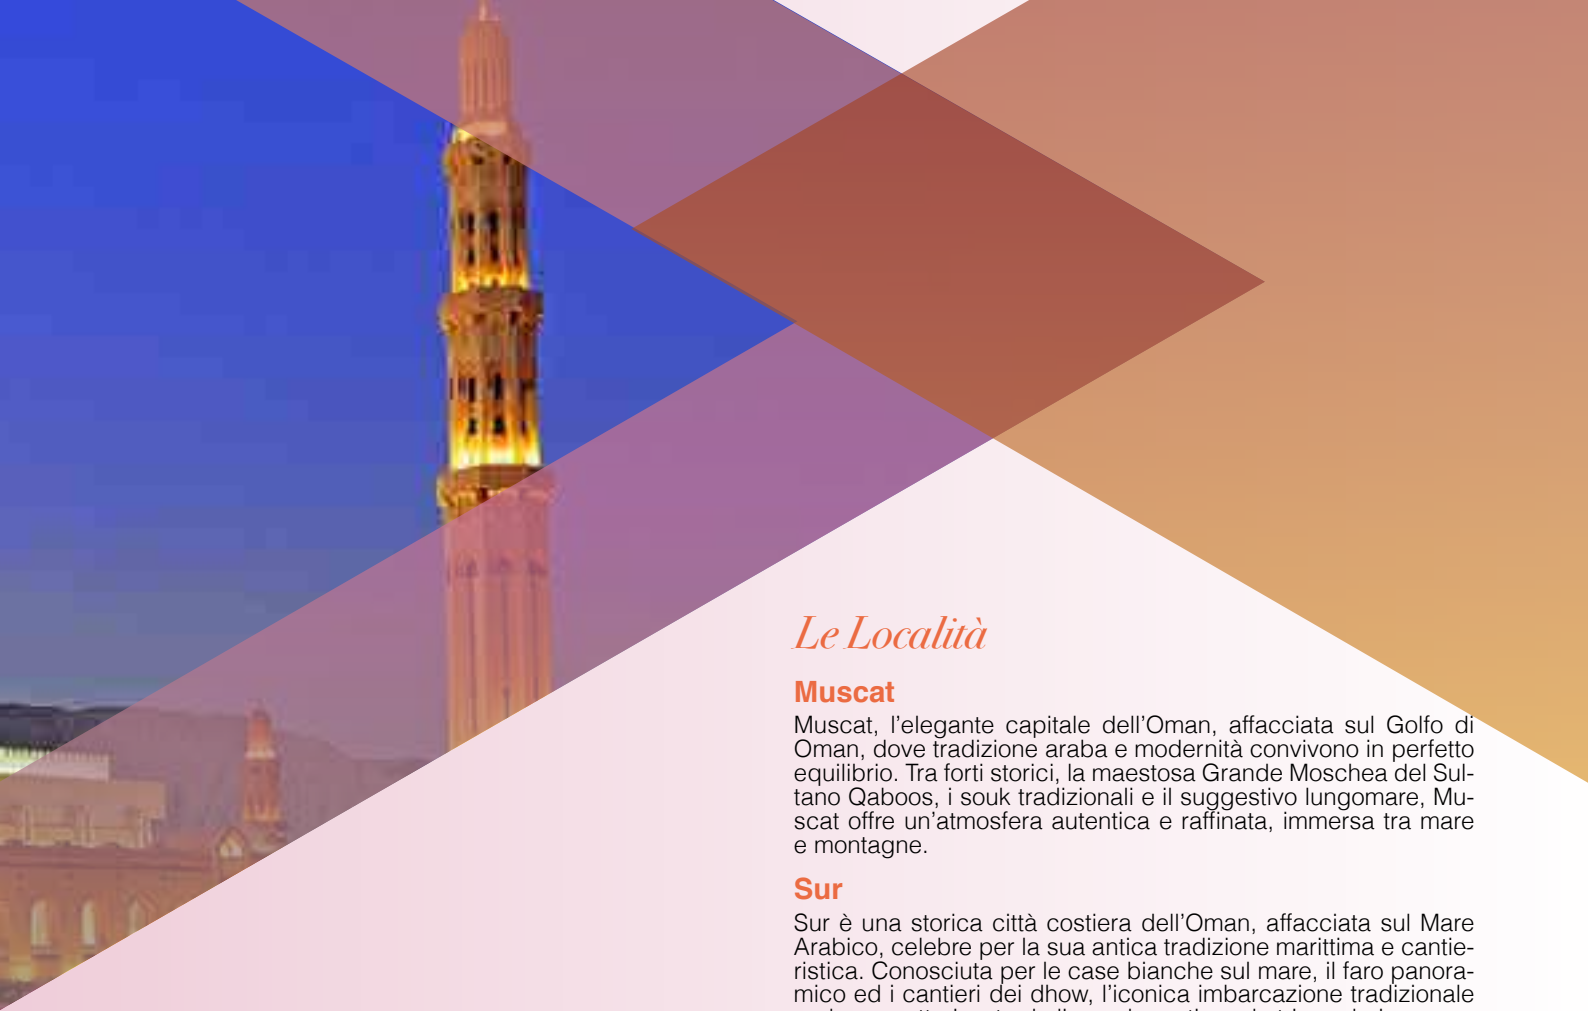 Le Località
Muscat
Muscat, l’elegante capitale dell’Oman, affacciata sul Golfo di
Oman, dove tradizione araba e modernità convivono in perfetto
equilibrio. Tra forti storici, la maestosa Grande Moschea del Sul-
tano Qaboos, i souk tradizionali e il suggestivo lungomare, Mu-
scat offre un’atmosfera autentica e raffinata, immersa tra mare
e montagne.
Sur
Sur è una storica città costiera dell’Oman, affacciata sul Mare
Arabico, celebre per la sua antica tradizione marittima e cantie-
ristica. Conosciuta per le case bianche sul mare, il faro panora-
mico ed i cantieri dei dhow, l’iconica imbarcazione tradizionale